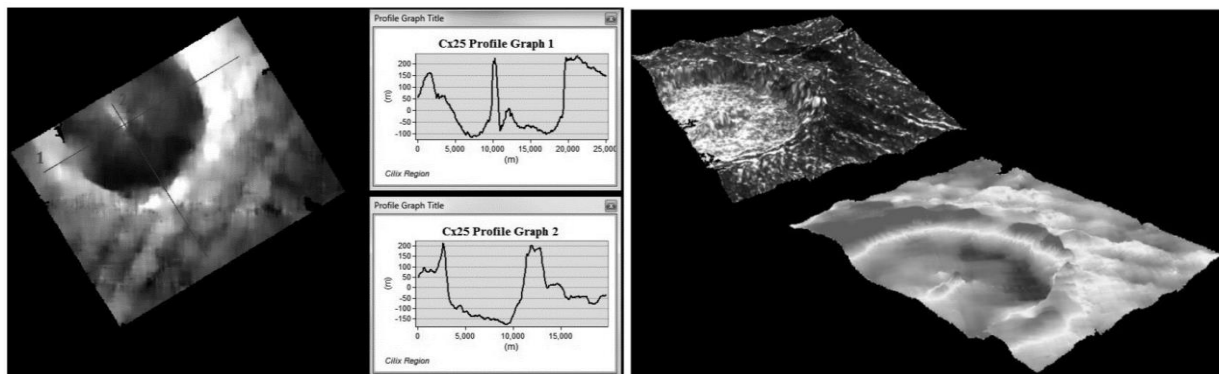 1
Profile Graph Title
Cx25 Profile Graph 1
(m)
200
150
100
50
0
-50
-100
0 5,000 10,000 15,000 20,000 25,000
(m)
Cilix Region
Profile Graph Title
Cx25 Profile Graph 2
(m)
200
150
100
50
0
-50
-100
-150
0 5,000 10,000 15,000
(m)
Cilix Region